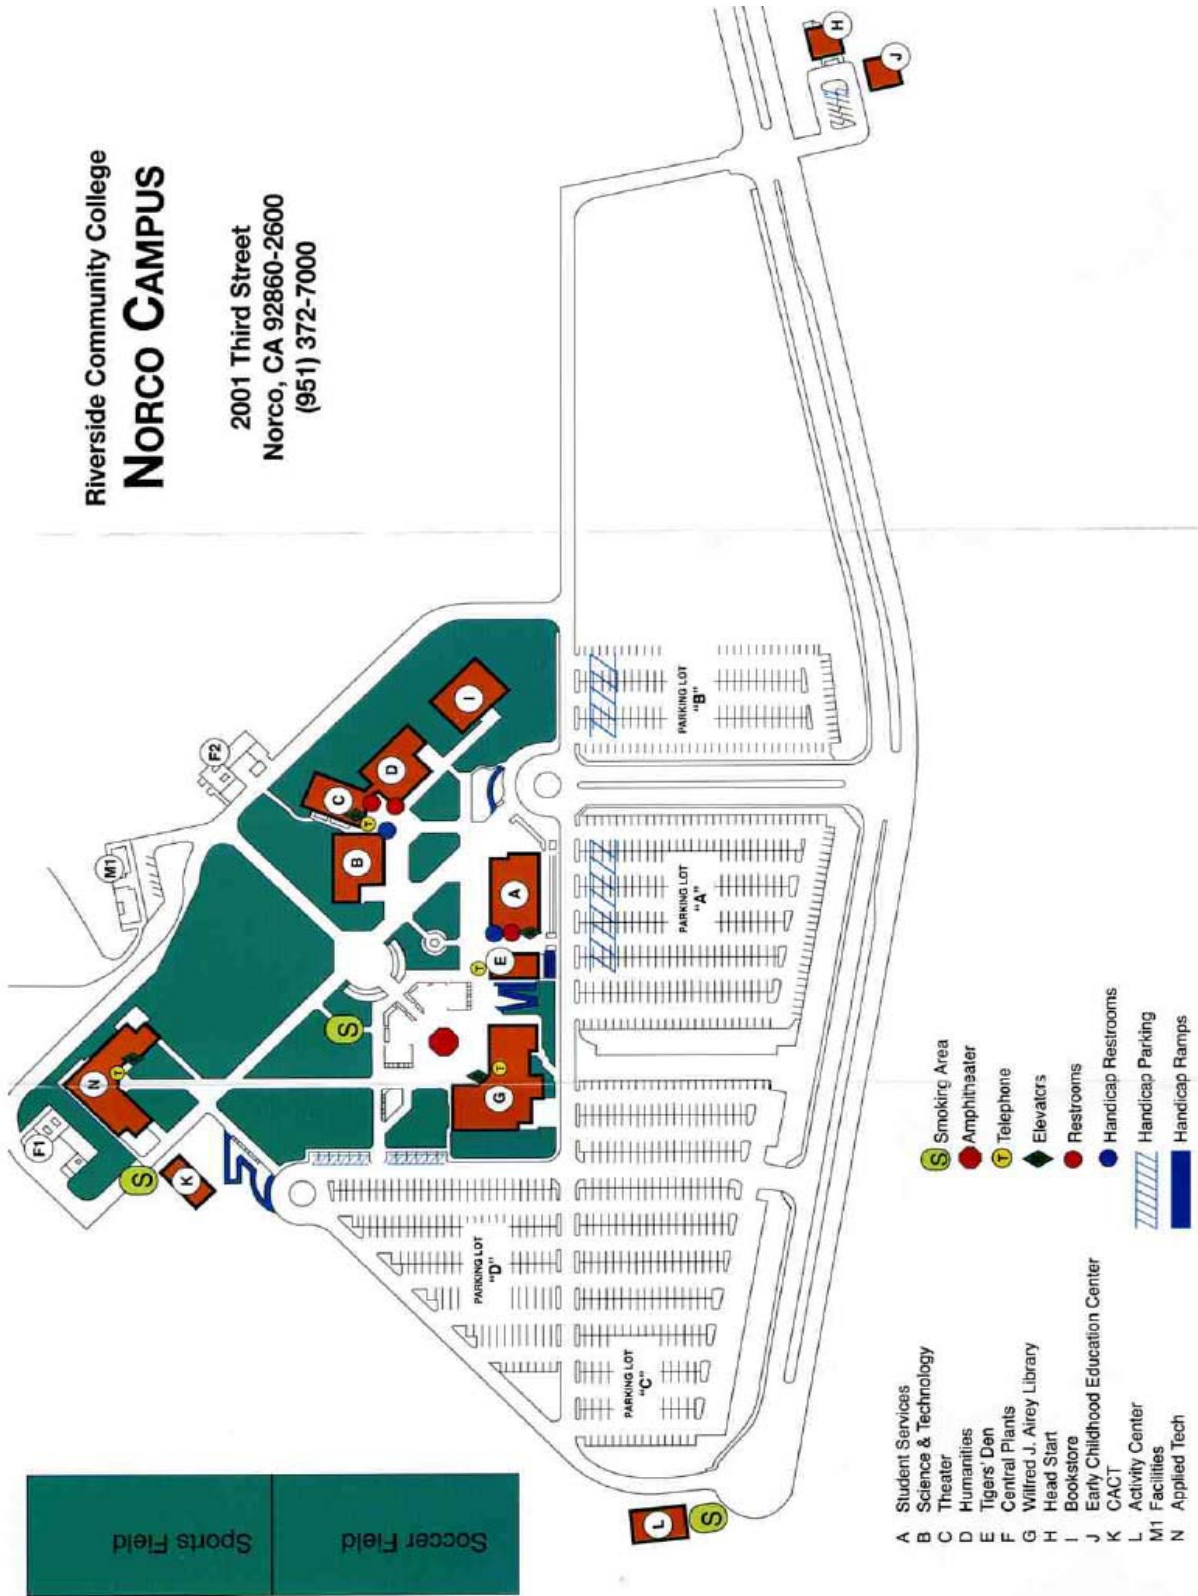 Riverside Community College
NORCO CAMPUS
2001 Third Street
Norco, CA 92860-2600
(951) 372-7000
H
J
I
F2
D
C
T
B
M1
A
E
T
M
S
G
T
N
T
F1
S
K
PARKING LOT
"B"
PARKING LOT
"A"
PARKING LOT
"D"
PARKING LOT
"C"
L
S
Sports Field
Soccer Field
A Student Services
B Science & Technology
C Theater
D Humanities
E Tigers' Den
F Central Plants
G Wilfred J. Airey Library
H Head Start
I Bookstore
J Early Childhood Education Center
K CACT
L Activity Center
M1 Facilities
N Applied Tech
S Smoking Area
Amphitheater
T Telephone
Elevators
Restrooms
Handicap Restrooms
Handicap Parking
Handicap Ramps